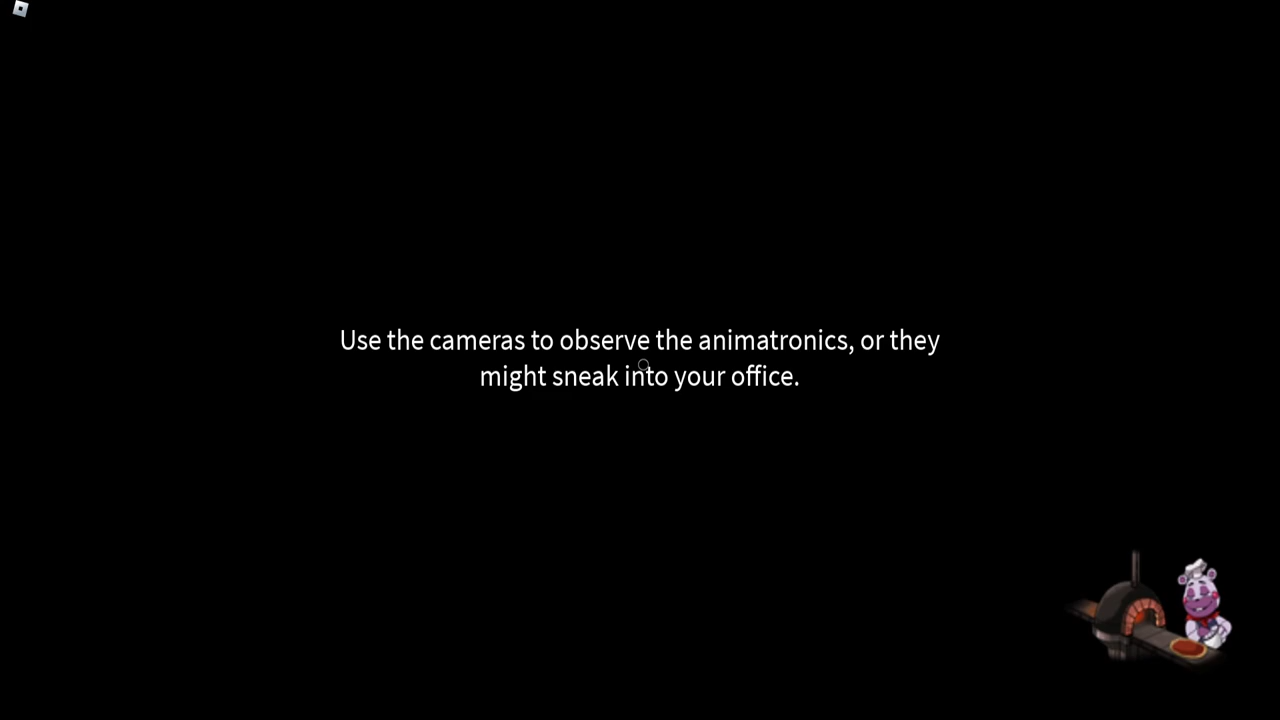 Use the cameras to observe the animatronics, or they
might sneak into your office.